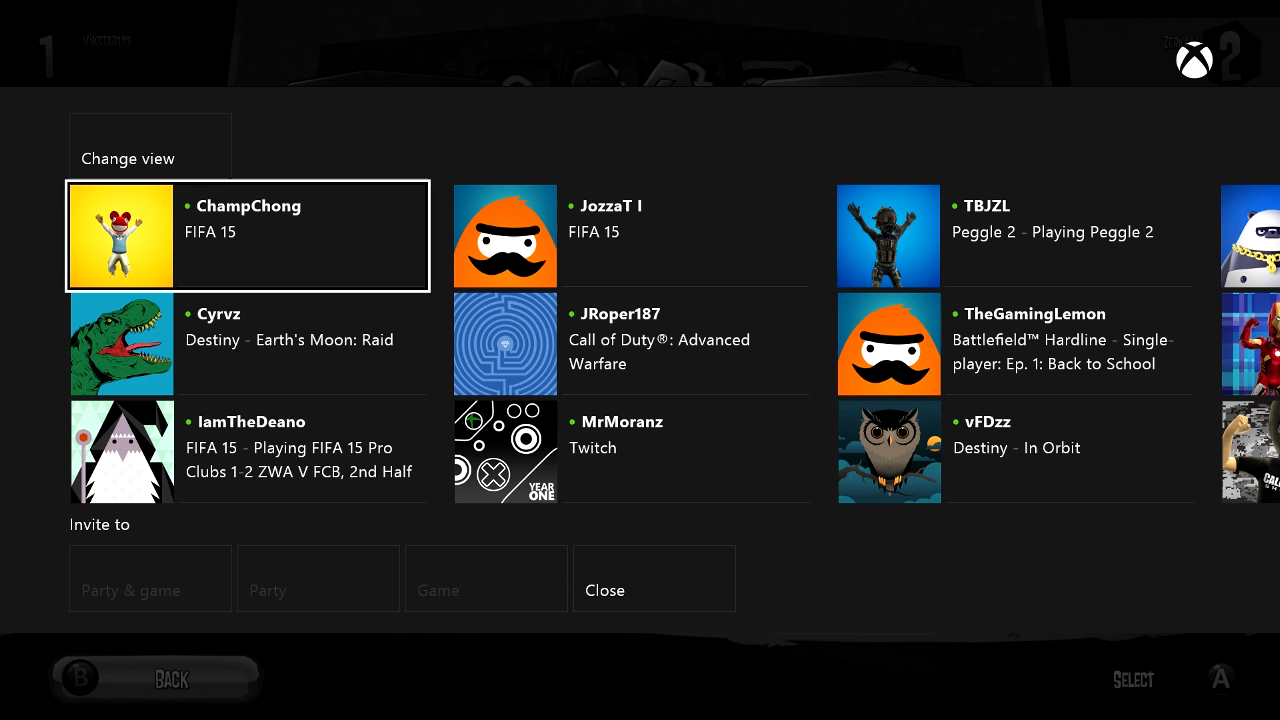 1 Vikstar123
2
Change view
ChampChong
FIFA 15
JozzaT I
FIFA 15
TBJZL
Peggle 2 - Playing Peggle 2
Cyrvz
Destiny - Earth's Moon: Raid
JRoper187
Call of Duty®: Advanced
Warfare
TheGamingLemon
Battlefield™ Hardline - Single-
player: Ep. 1: Back to School
IamTheDeano
FIFA 15 - Playing FIFA 15 Pro
Clubs 1-2 ZWA V FCB, 2nd Half
MrMoranz
Twitch
YEAR
ONE
vFDzz
Destiny - In Orbit
Invite to
Party & game
Party
Game
Close
B Back
Select A